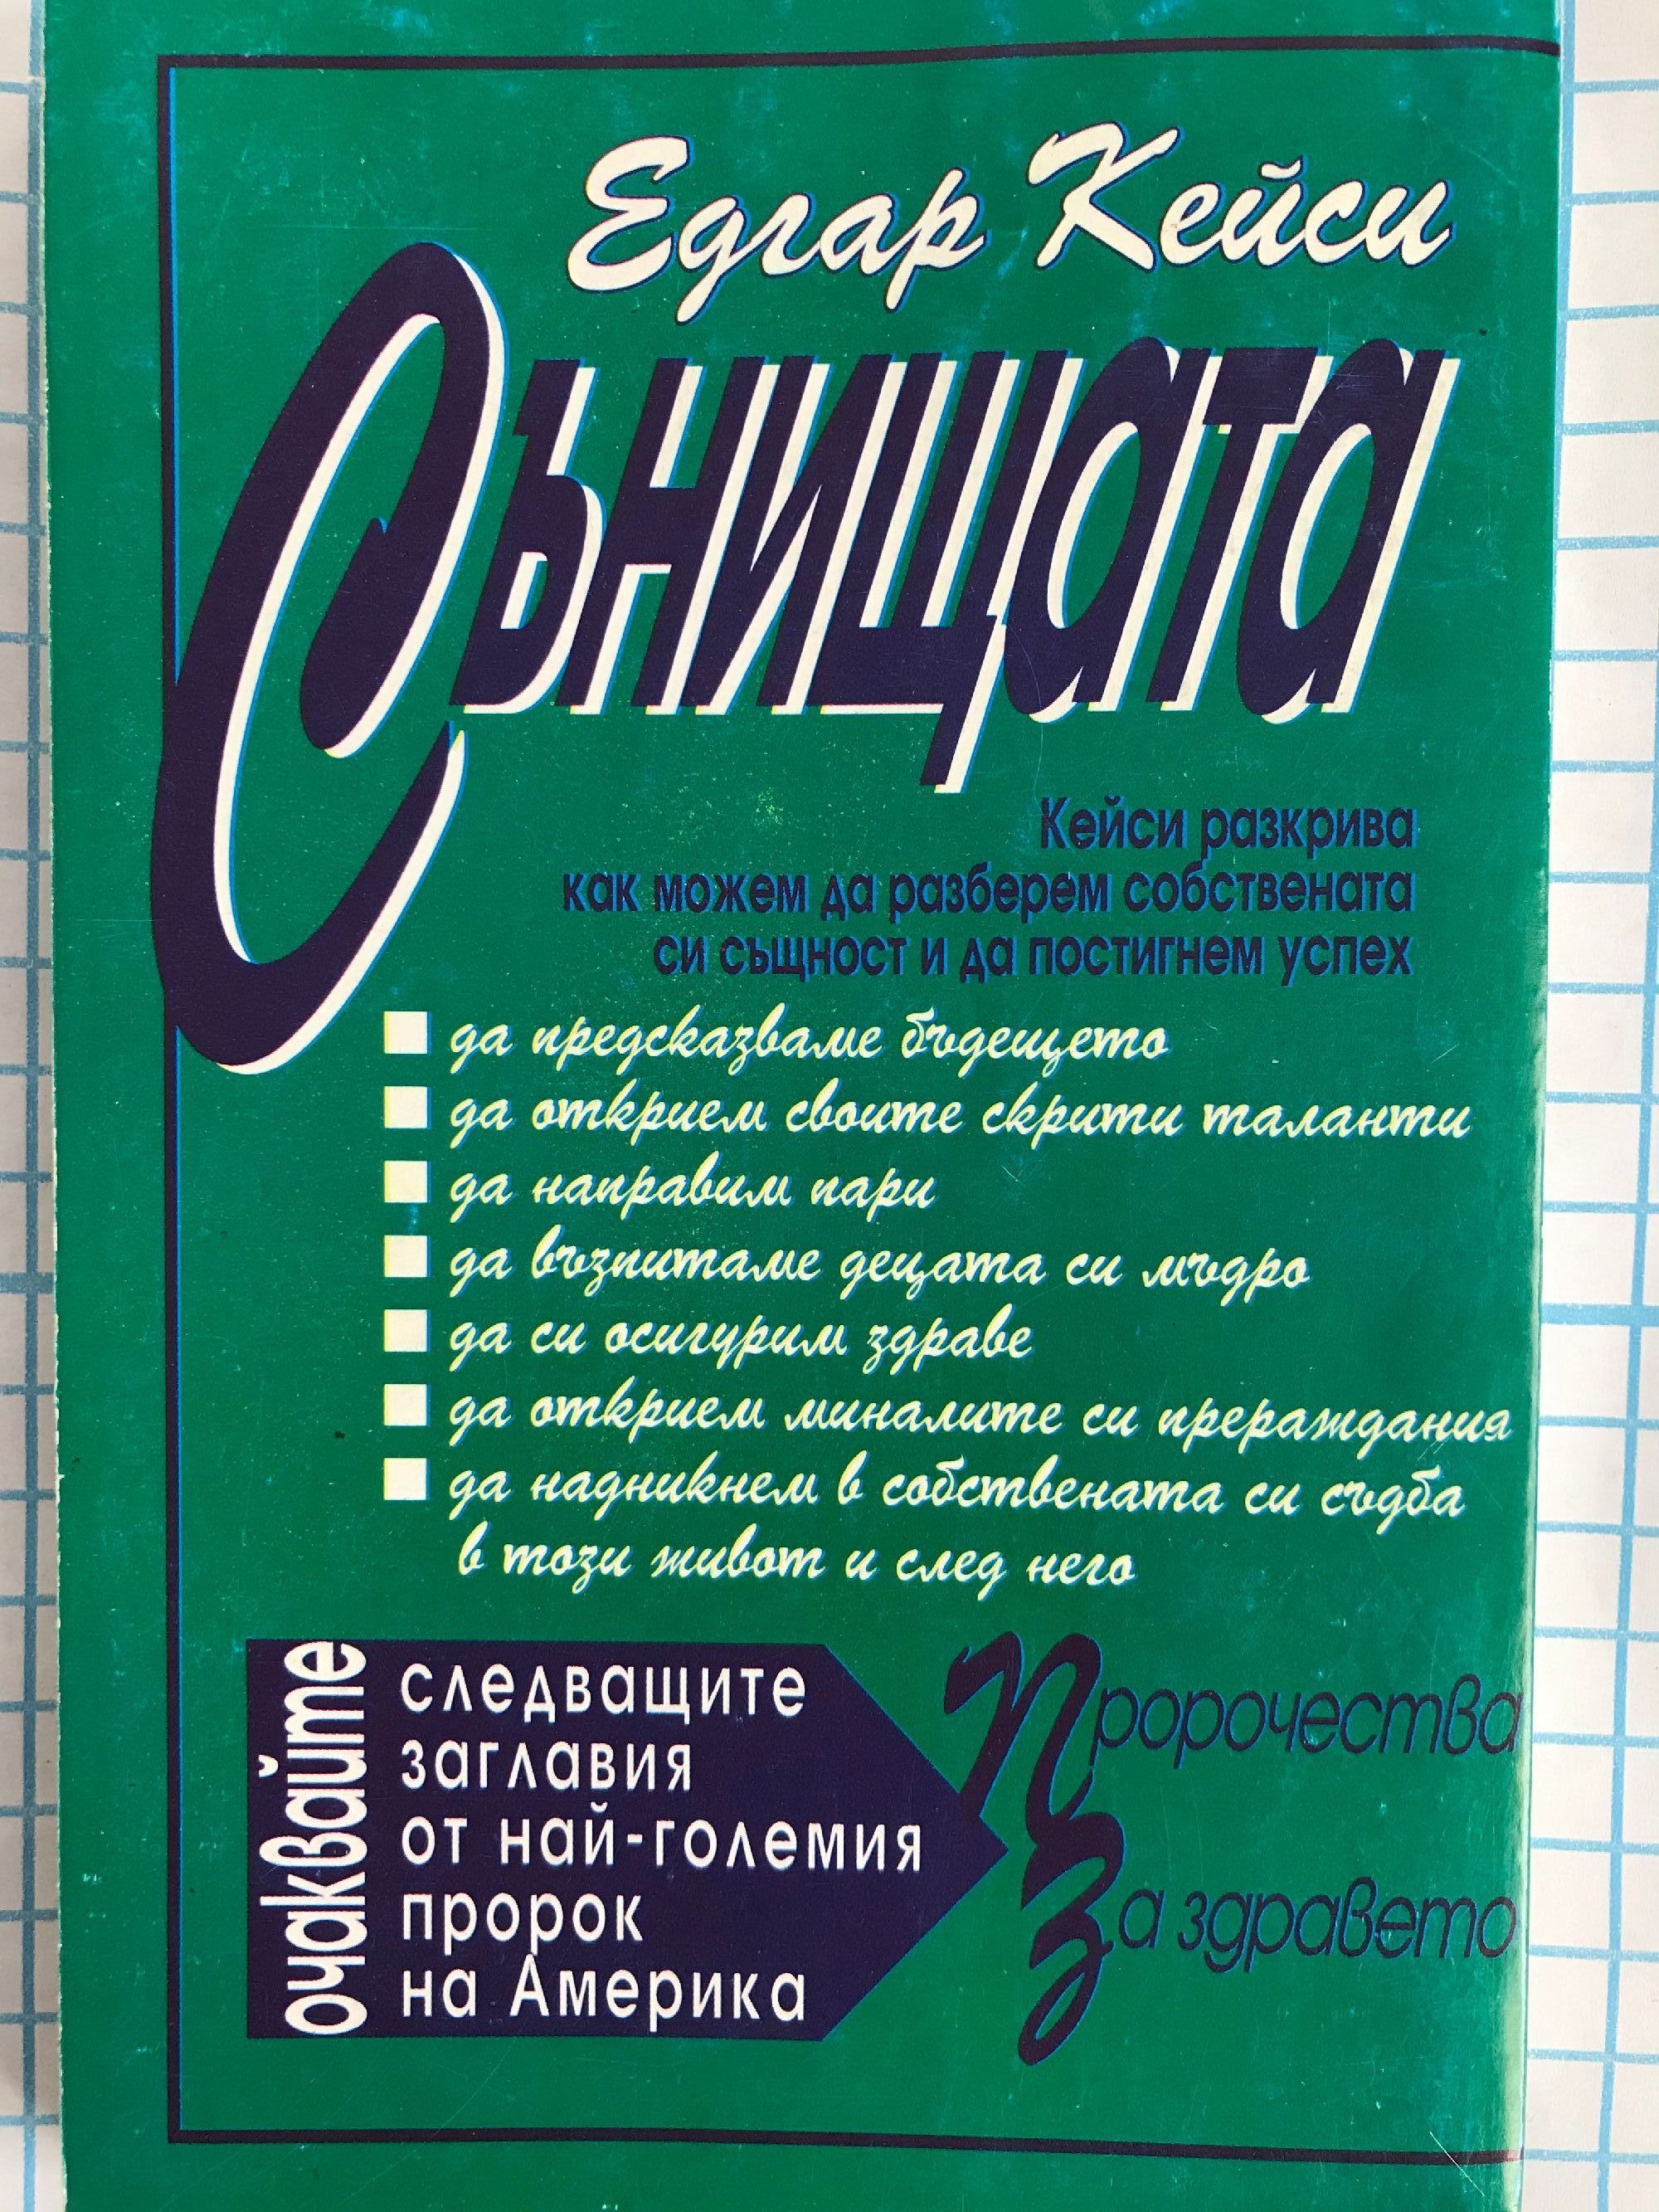 Едгар Кейси
Сънищата
Кейси разкрива
как можем да разберем собствената
си същност и да постигнем успех
да предсказваме бъдещето
да открием своите скрити таланти
да направим пари
да възпитаме децата си мъдро
да си осигурим здраве
да открием миналите си прераждания
да надникнем в собствената си съдба
в този живот и след него
очаквайте
следващите
заглавия
от най-големия
пророк
на Америка
Пророчества
За здравето